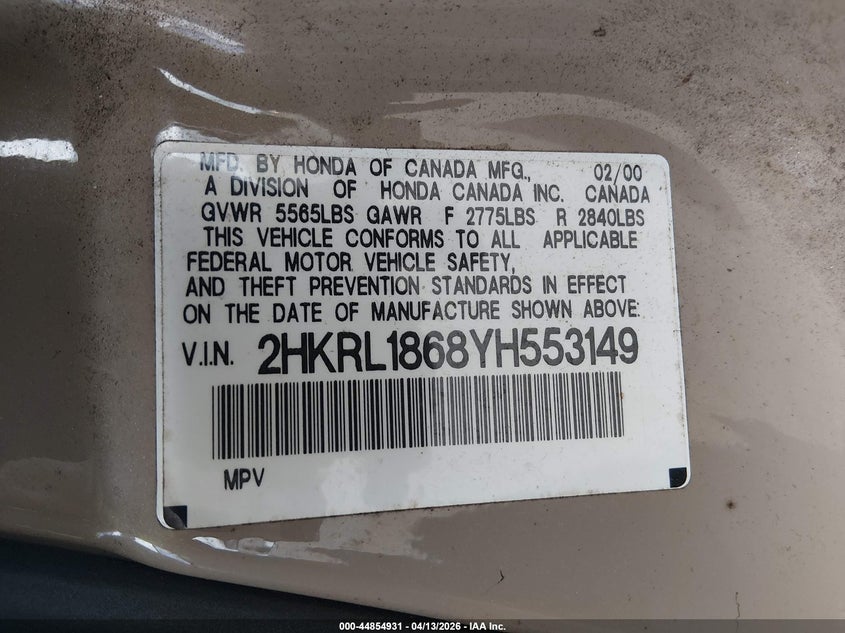 MFD. BY HONDA OF CANADA MFG., 02/00
A DIVISION OF HONDA CANADA INC. CANADA
GVWR 5565LBS GAWR F 2775LBS R 2840LBS
THIS VEHICLE CONFORMS TO ALL APPLICABLE
FEDERAL MOTOR VEHICLE SAFETY,
AND THEFT PREVENTION STANDARDS IN EFFECT
ON THE DATE OF MANUFACTURE SHOWN ABOVE:
V.I.N. 2HKRL1868YH553149
MPV
000-44854931 - 04/13/2026 - IAA Inc.